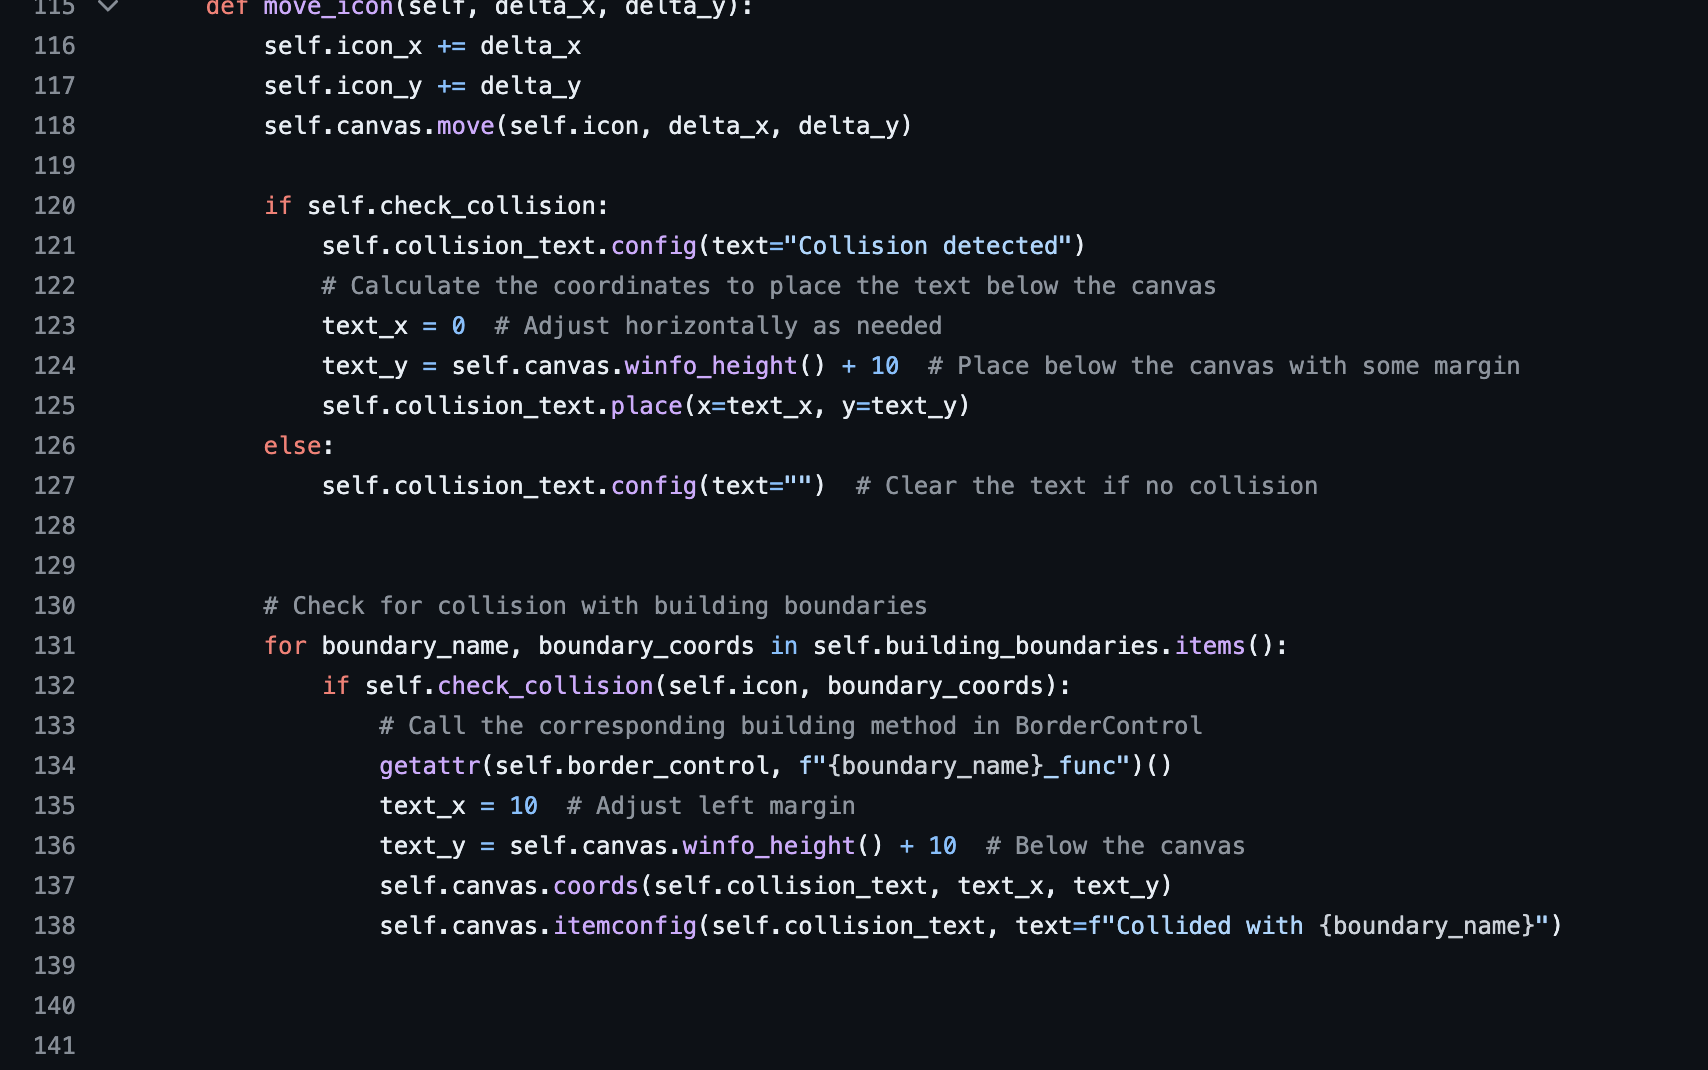 115 def move_icon(self, delta_x, delta_y):
116 self.icon_x += delta_x
117 self.icon_y += delta_y
118 self.canvas.move(self.icon, delta_x, delta_y)
119
120 if self.check_collision:
121 self.collision_text.config(text="Collision detected")
122 # Calculate the coordinates to place the text below the canvas
123 text_x = 0  # Adjust horizontally as needed
124 text_y = self.canvas.winfo_height() + 10  # Place below the canvas with some margin
125 self.collision_text.place(x=text_x, y=text_y)
126 else:
127 self.collision_text.config(text="")  # Clear the text if no collision
128
129
130 # Check for collision with building boundaries
131 for boundary_name, boundary_coords in self.building_boundaries.items():
132 if self.check_collision(self.icon, boundary_coords):
133 # Call the corresponding building method in BorderControl
134 getattr(self.border_control, f"{boundary_name}_func")()
135 text_x = 10  # Adjust left margin
136 text_y = self.canvas.winfo_height() + 10  # Below the canvas
137 self.canvas.coords(self.collision_text, text_x, text_y)
138 self.canvas.itemconfig(self.collision_text, text=f"Collided with {boundary_name}")
139
140
141